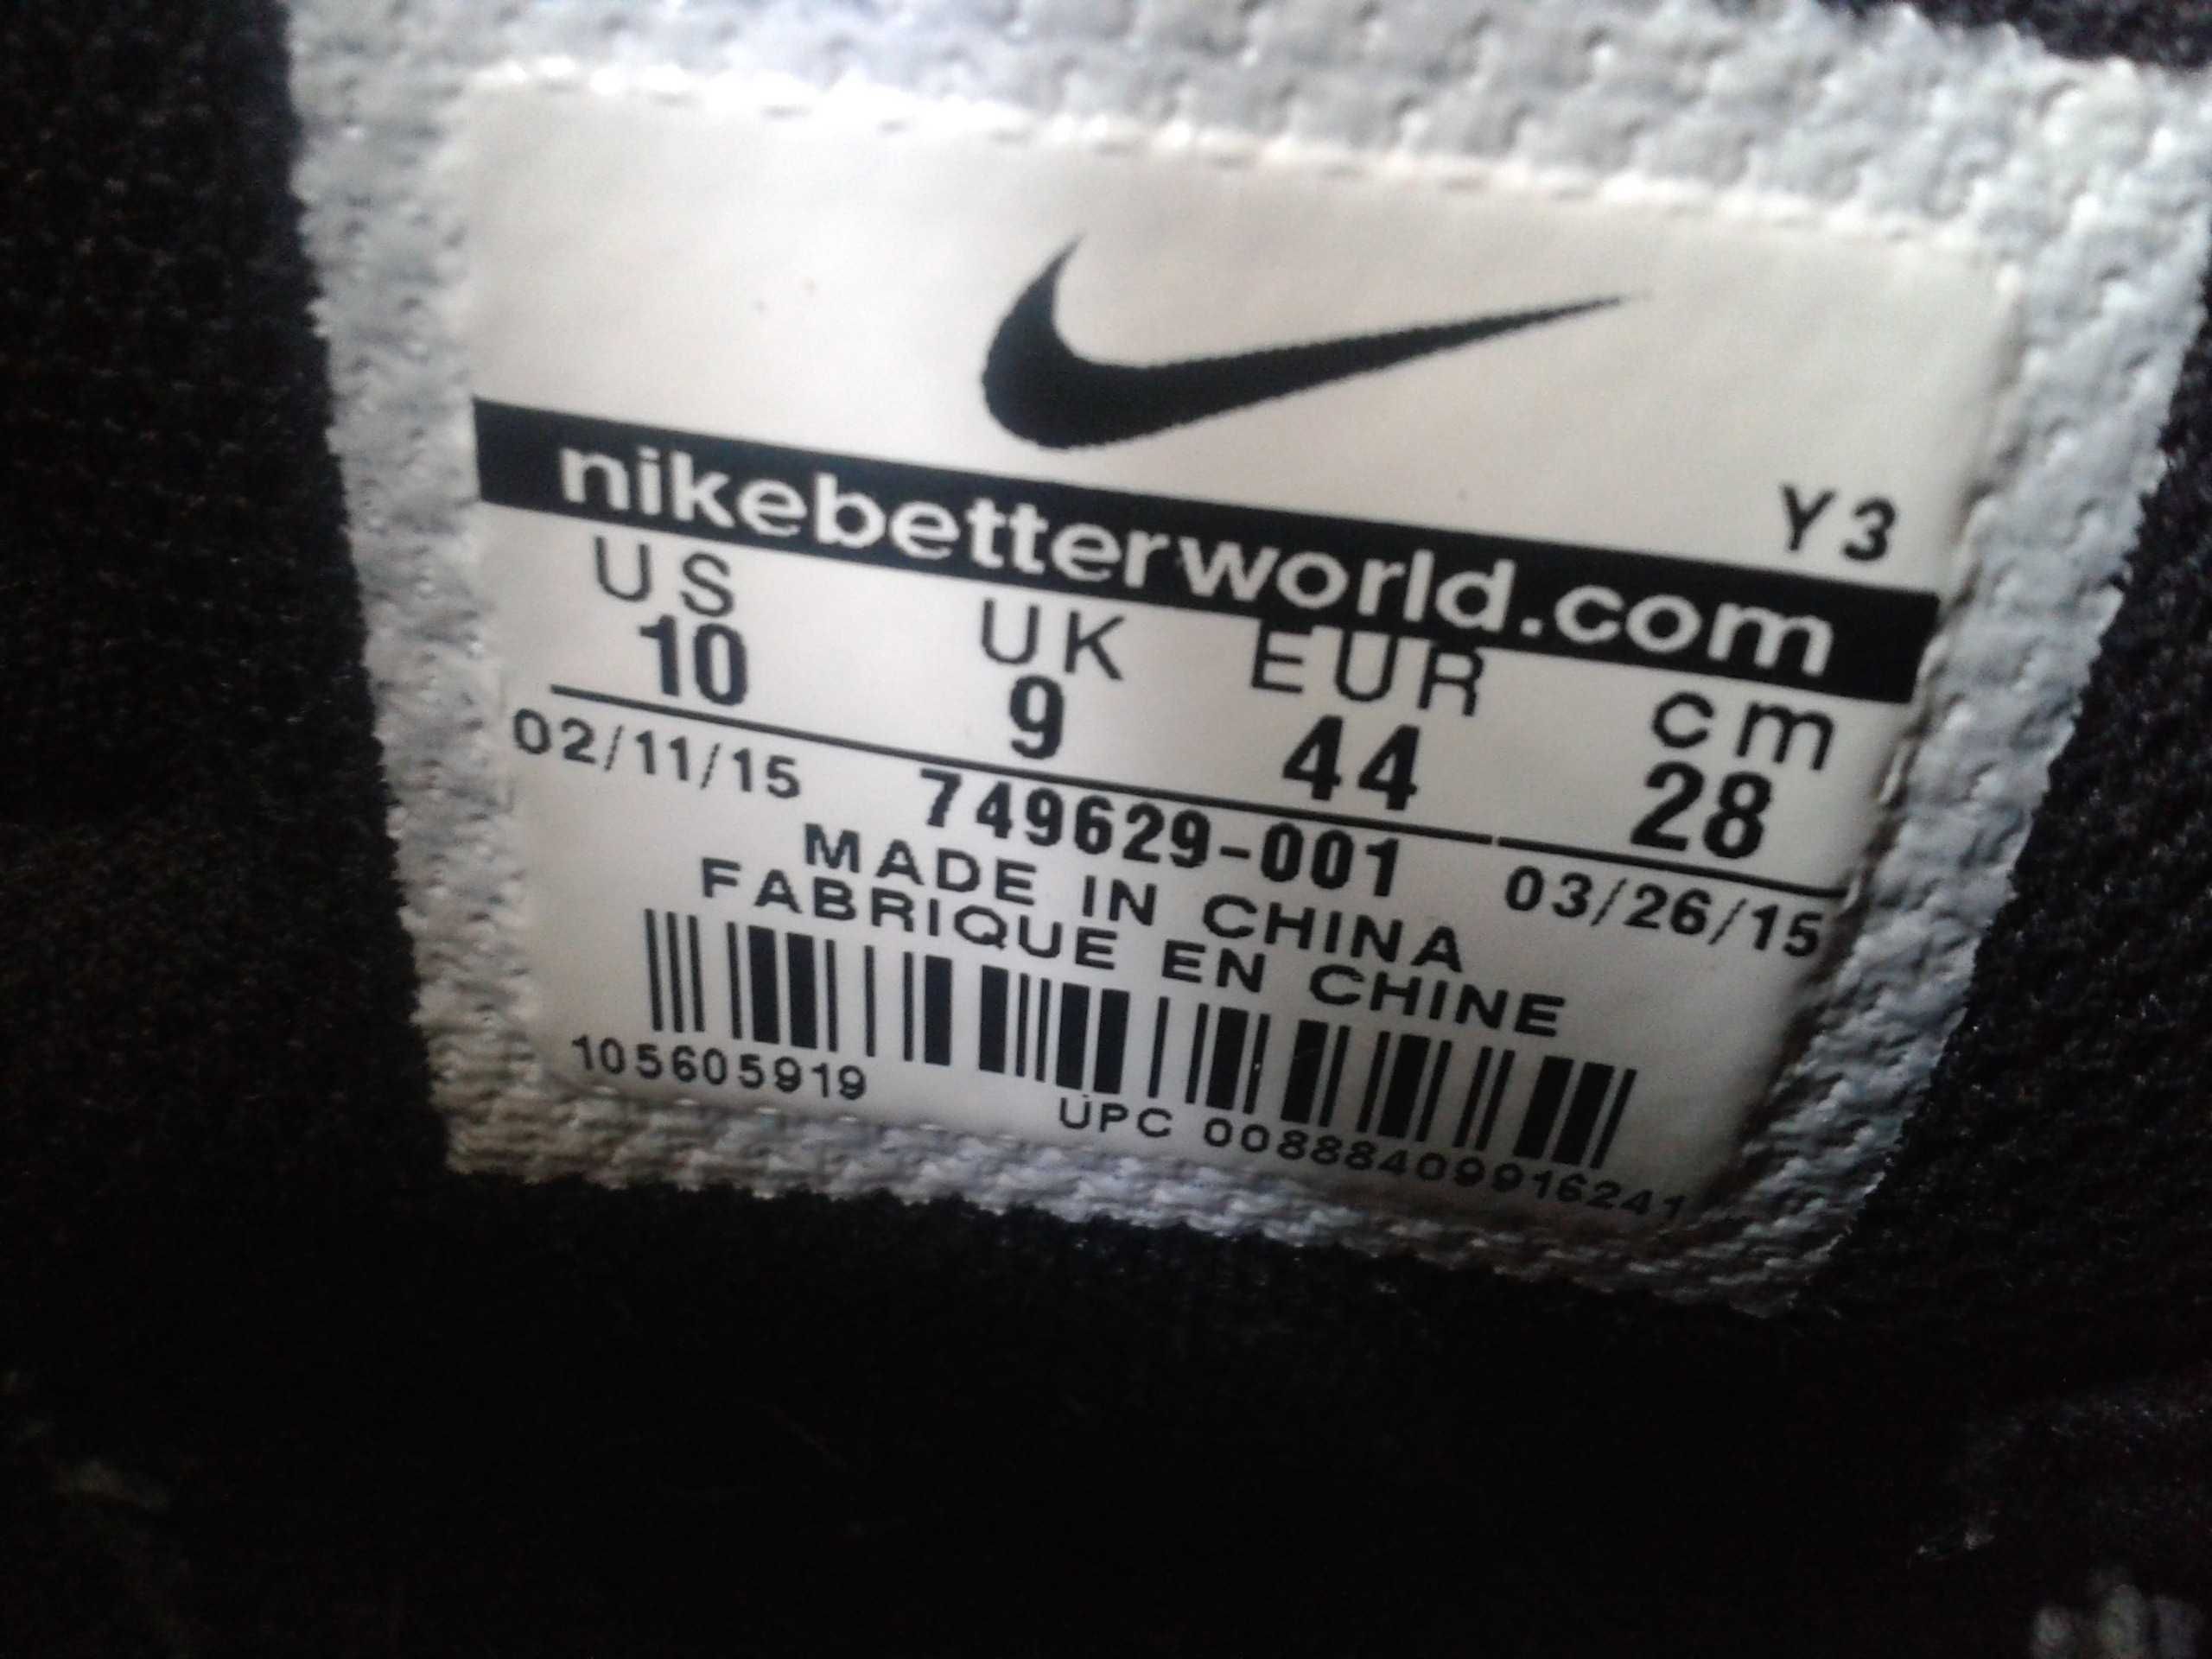 Y3
nikebetterworld.com
US UK EUR cm
10 9 44 28
02/11/15 749629-001 03/26/15
MADE IN CHINA
FABRIQUE EN CHINE
105605919 UPC 00888409916241